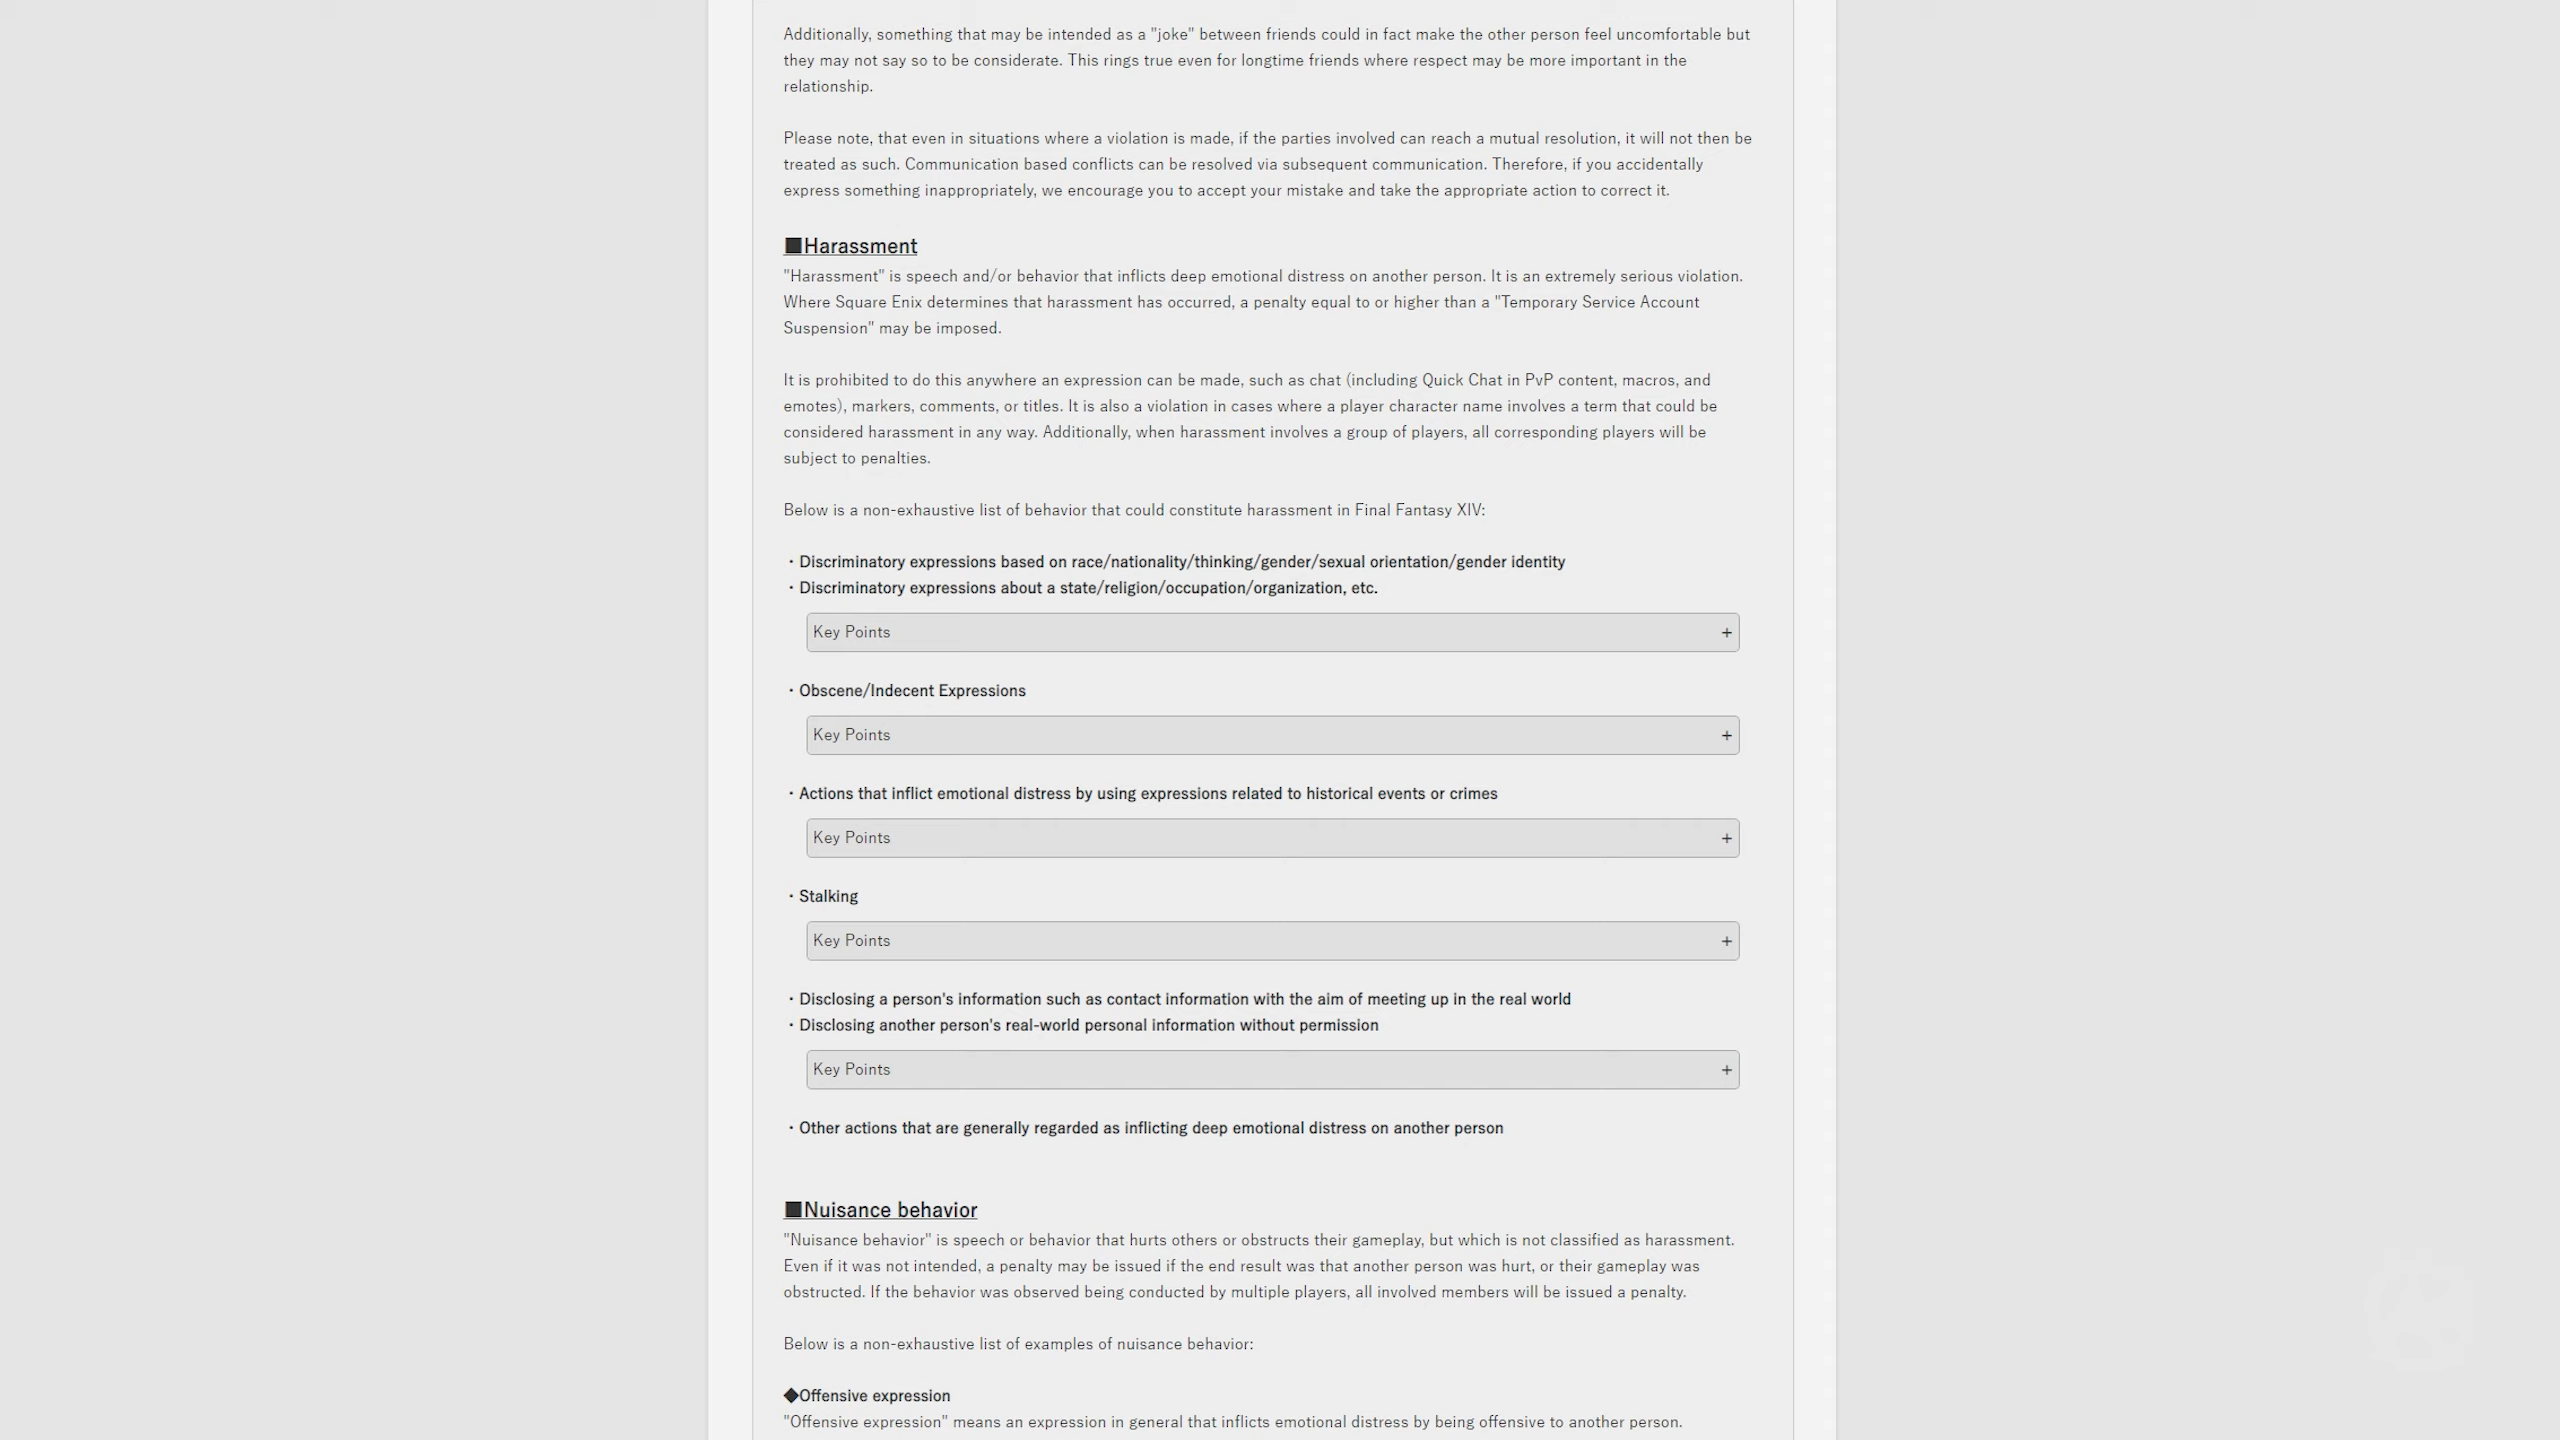 Additionally, something that may be intended as a "joke" between friends could in fact make the other person feel uncomfortable but
they may not say so to be considerate. This rings true even for longtime friends where respect may be more important in the
relationship.
Please note, that even in situations where a violation is made, if the parties involved can reach a mutual resolution, it will not then be
treated as such. Communication based conflicts can be resolved via subsequent communication. Therefore, if you accidentally
express something inappropriately, we encourage you to accept your mistake and take the appropriate action to correct it.
■Harassment
"Harassment" is speech and/or behavior that inflicts deep emotional distress on another person. It is an extremely serious violation.
Where Square Enix determines that harassment has occurred, a penalty equal to or higher than a "Temporary Service Account
Suspension" may be imposed.
It is prohibited to do this anywhere an expression can be made, such as chat (including Quick Chat in PvP content, macros, and
emotes), markers, comments, or titles. It is also a violation in cases where a player character name involves a term that could be
considered harassment in any way. Additionally, when harassment involves a group of players, all corresponding players will be
subject to penalties.
Below is a non-exhaustive list of behavior that could constitute harassment in Final Fantasy XIV:
・Discriminatory expressions based on race/nationality/thinking/gender/sexual orientation/gender identity
・Discriminatory expressions about a state/religion/occupation/organization, etc.
Key Points +
・Obscene/Indecent Expressions
Key Points +
・Actions that inflict emotional distress by using expressions related to historical events or crimes
Key Points +
・Stalking
Key Points +
・Disclosing a person's information such as contact information with the aim of meeting up in the real world
・Disclosing another person's real-world personal information without permission
Key Points +
・Other actions that are generally regarded as inflicting deep emotional distress on another person
■Nuisance behavior
"Nuisance behavior" is speech or behavior that hurts others or obstructs their gameplay, but which is not classified as harassment.
Even if it was not intended, a penalty may be issued if the end result was that another person was hurt, or their gameplay was
obstructed. If the behavior was observed being conducted by multiple players, all involved members will be issued a penalty.
Below is a non-exhaustive list of examples of nuisance behavior:
◆Offensive expression
"Offensive expression" means an expression in general that inflicts emotional distress by being offensive to another person.